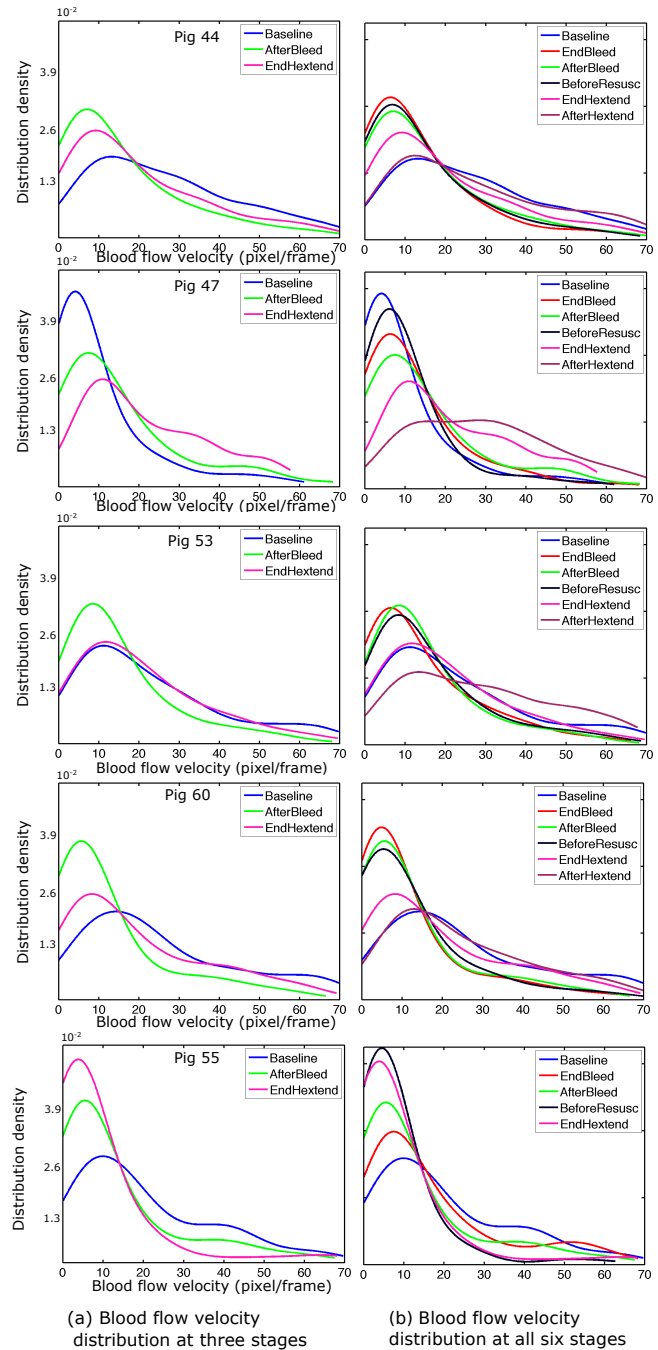 10⁻²
Pig 44
Baseline
AfterBleed
EndHextend
Distribution density
3.9
2.6
1.3
0 10 20 30 40 50 60 70
Blood flow velocity (pixel/frame)
Baseline
EndBleed
AfterBleed
BeforeResusc
EndHextend
AfterHextend
0 10 20 30 40 50 60 70
10⁻²
Pig 47
Baseline
AfterBleed
EndHextend
Distribution density
3.9
2.6
1.3
0 10 20 30 40 50 60 70
Blood flow velocity (pixel/frame)
Baseline
EndBleed
AfterBleed
BeforeResusc
EndHextend
AfterHextend
0 10 20 30 40 50 60 70
10⁻²
Pig 53
Baseline
AfterBleed
EndHextend
Distribution density
3.9
2.6
1.3
0 10 20 30 40 50 60 70
Blood flow velocity (pixel/frame)
Baseline
EndBleed
AfterBleed
BeforeResusc
EndHextend
AfterHextend
0 10 20 30 40 50 60 70
10⁻²
Pig 60
Baseline
AfterBleed
EndHextend
Distribution density
3.9
2.6
1.3
0 10 20 30 40 50 60 70
Blood flow velocity (pixel/frame)
Baseline
EndBleed
AfterBleed
BeforeResusc
EndHextend
AfterHextend
0 10 20 30 40 50 60 70
10⁻²
Pig 55
Baseline
AfterBleed
EndHextend
Distribution density
3.9
2.6
1.3
0 10 20 30 40 50 60 70
Blood flow velocity (pixel/frame)
Baseline
EndBleed
AfterBleed
BeforeResusc
EndHextend
0 10 20 30 40 50 60 70
(a) Blood flow velocity
distribution at three stages
(b) Blood flow velocity
distribution at all six stages